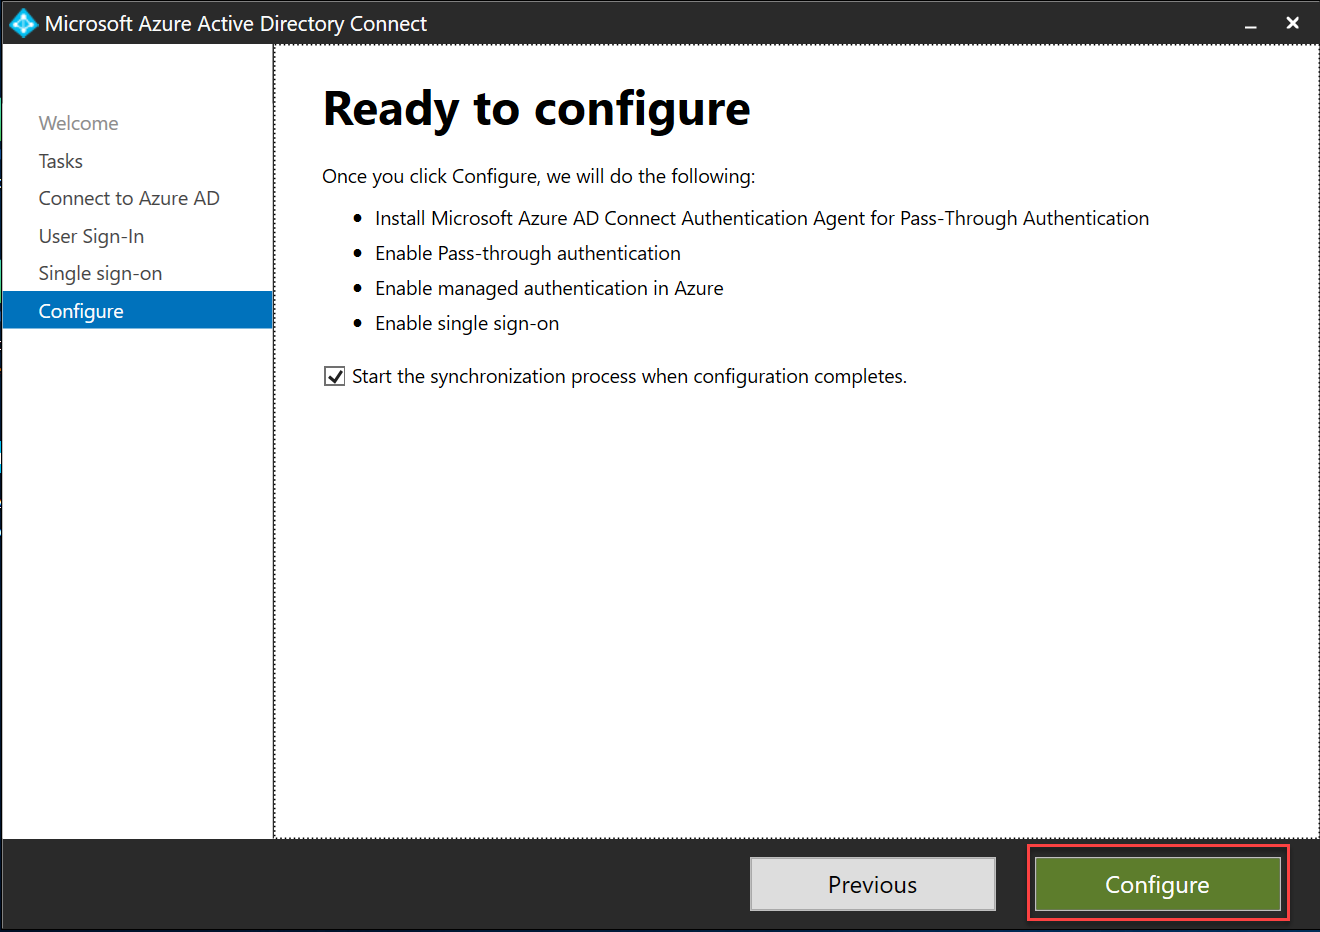 Microsoft Azure Active Directory Connect
Welcome
Tasks
Connect to Azure AD
User Sign-In
Single sign-on
Configure
Ready to configure
Once you click Configure, we will do the following:
• Install Microsoft Azure AD Connect Authentication Agent for Pass-Through Authentication
• Enable Pass-through authentication
• Enable managed authentication in Azure
• Enable single sign-on
Start the synchronization process when configuration completes.
Previous
Configure